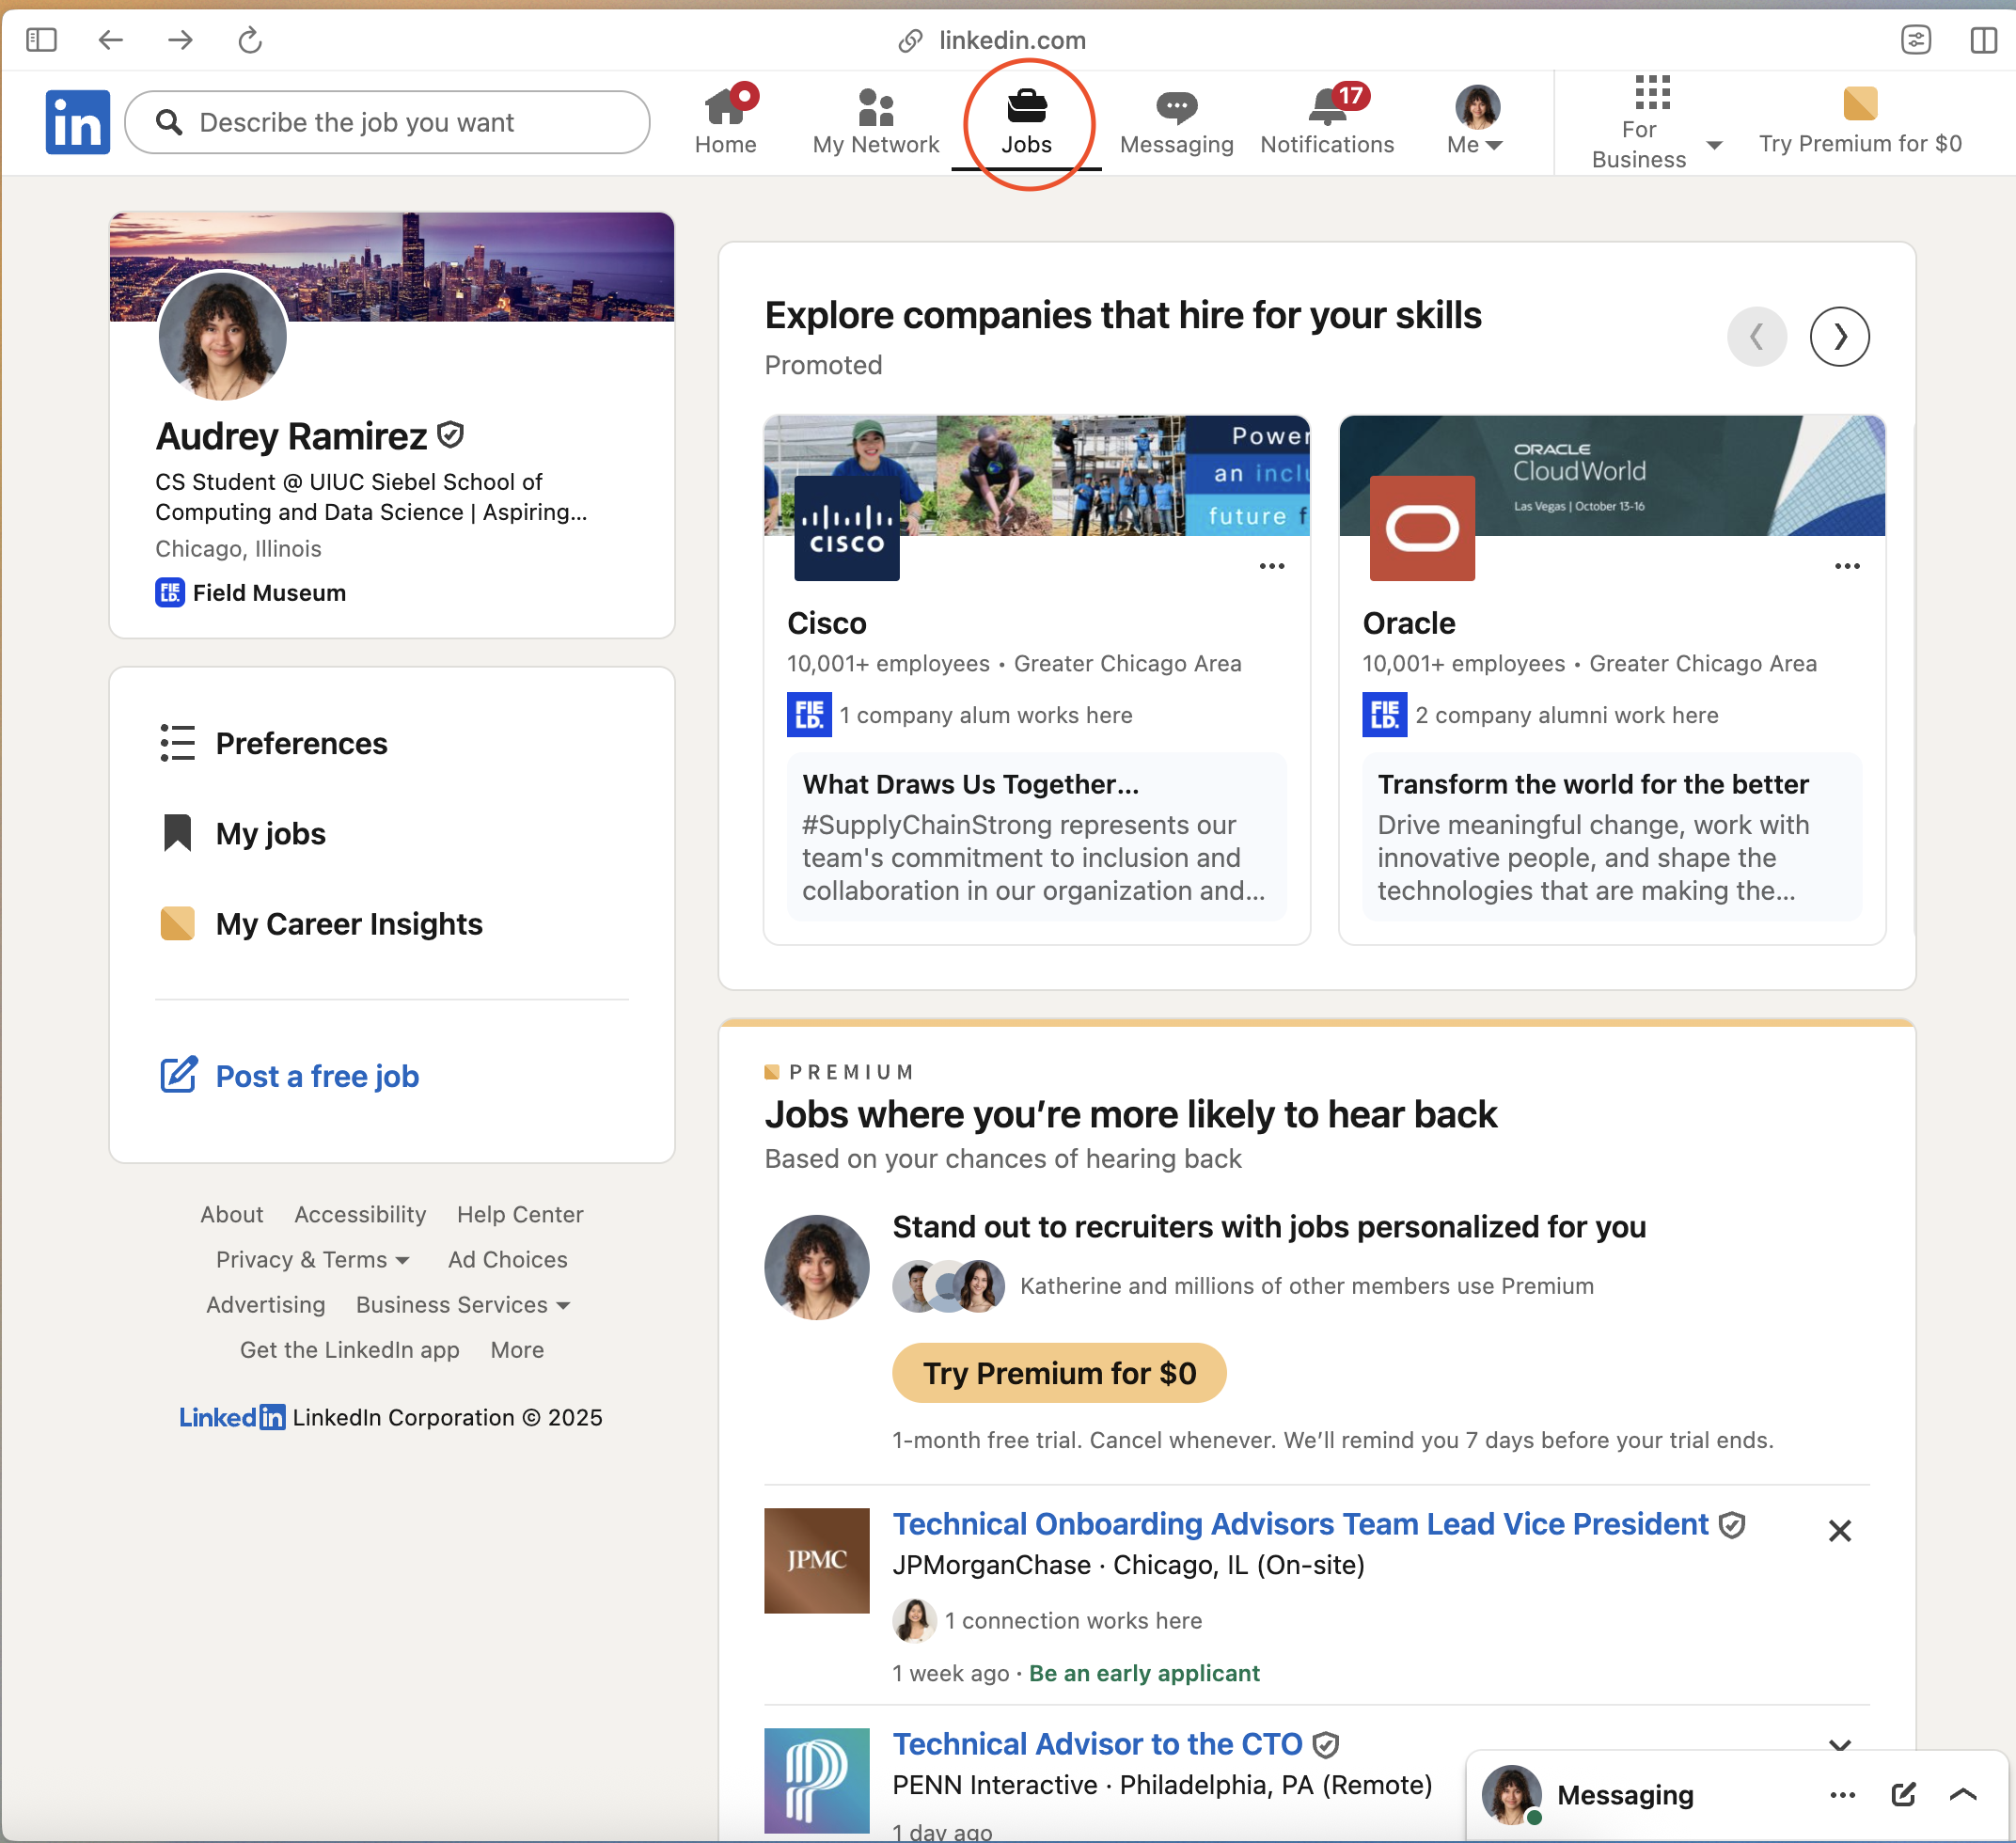 linkedin.com
in
Describe the job you want
Home
My Network
Jobs
Messaging
17
Notifications
Me
For
Business
Try Premium for $0
Audrey Ramirez
CS Student @ UIUC Siebel School of
Computing and Data Science | Aspiring...
Chicago, Illinois
FIE
LD.
Field Museum
Preferences
My jobs
My Career Insights
Post a free job
About Accessibility Help Center
Privacy & Terms Ad Choices
Advertising Business Services
Get the LinkedIn app More
Linked in LinkedIn Corporation © 2025
Explore companies that hire for your skills
Promoted
Power
an inclu
future f
CISCO
Cisco
10,001+ employees • Greater Chicago Area
FIE
LD.
1 company alum works here
What Draws Us Together...
#SupplyChainStrong represents our
team's commitment to inclusion and
collaboration in our organization and...
ORACLE
CloudWorld
Las Vegas | October 13-16
Oracle
10,001+ employees • Greater Chicago Area
FIE
LD.
2 company alumni work here
Transform the world for the better
Drive meaningful change, work with
innovative people, and shape the
technologies that are making the...
PREMIUM
Jobs where you’re more likely to hear back
Based on your chances of hearing back
Stand out to recruiters with jobs personalized for you
Katherine and millions of other members use Premium
Try Premium for $0
1-month free trial. Cancel whenever. We’ll remind you 7 days before your trial ends.
JPMC
Technical Onboarding Advisors Team Lead Vice President
JPMorganChase · Chicago, IL (On-site)
1 connection works here
1 week ago · Be an early applicant
Technical Advisor to the CTO
PENN Interactive · Philadelphia, PA (Remote)
1 day ago
Messaging